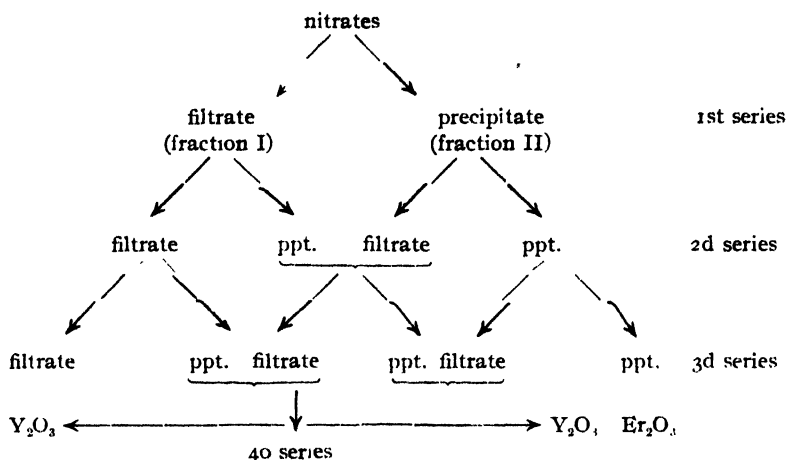 nitrates
filtrate precipitate 1st series
(fraction I) (fraction II)
filtrate ppt. filtrate ppt. 2d series
filtrate ppt. filtrate ppt. filtrate ppt. 3d series
Y₂O₃ Y₂O₃ Er₂O₃
40 series